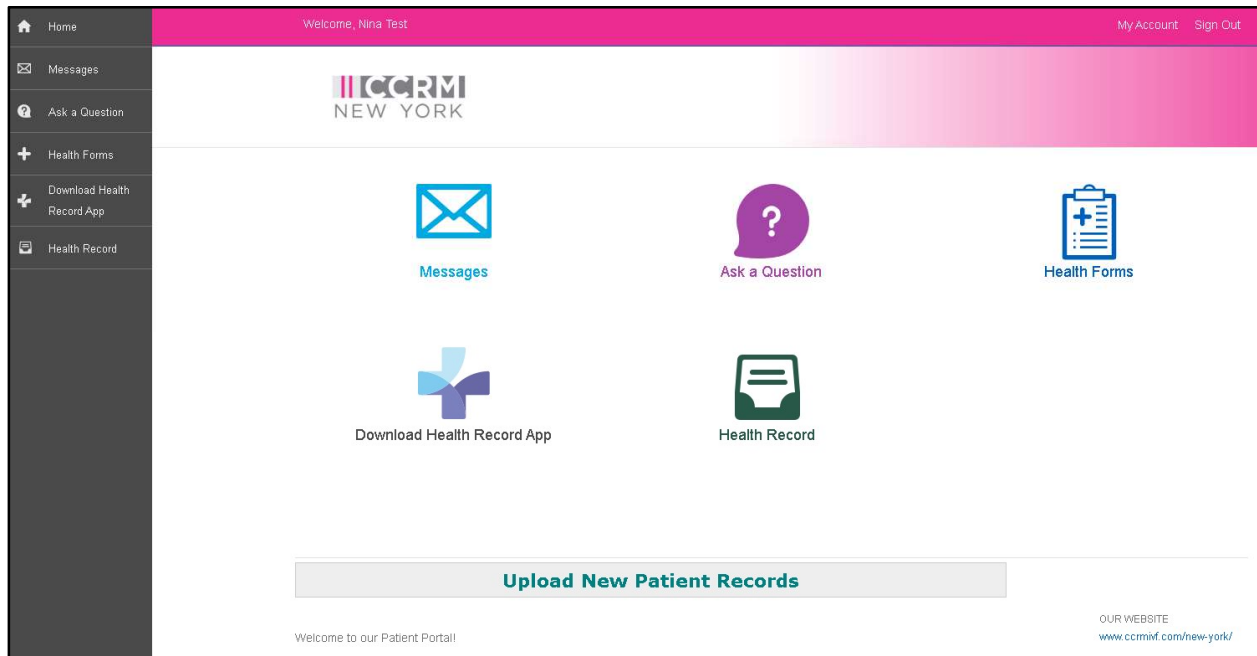 Home
Welcome, Nina Test
My Account
Sign Out
Messages
Ask a Question
Health Forms
Download Health
Record App
Health Record
CCRM
NEW YORK
Messages
Ask a Question
Health Forms
Download Health Record App
Health Record
Upload New Patient Records
Welcome to our Patient Portal!
OUR WEBSITE
www.ccrmivf.com/new-york/